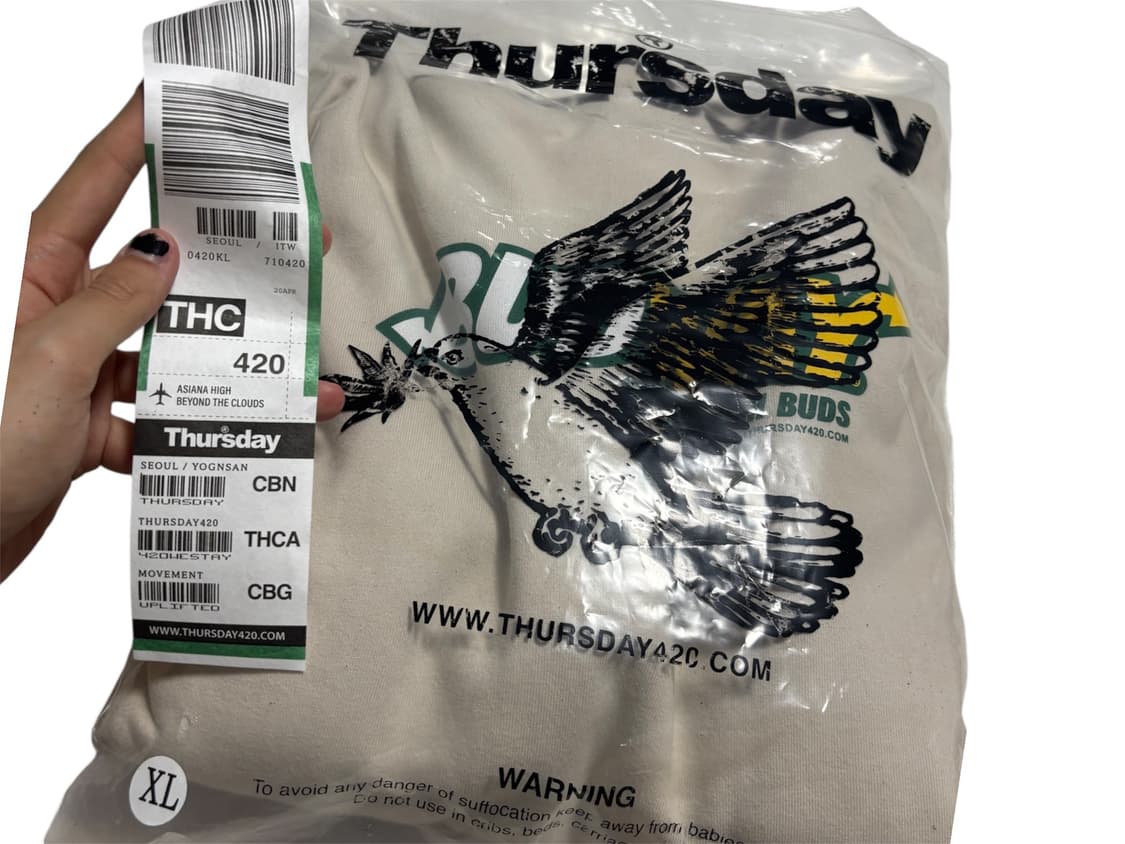 Thursday®
SEOUL / ITW
0420KL 710420
20APR
THC
420
ASIANA HIGH
BEYOND THE CLOUDS
Thursday®
SEOUL / YOGNSAN
CBN
THURSDAY
THURSDAY420
THCA
420WESTAY
MOVEMENT
CBG
UPLIFTED
WWW.THURSDAY420.COM
BUDS
WWW.THURSDAY420.COM
XL
WARNING
To avoid any danger of suffocation keep away from babies
Do not use in cribs, beds,